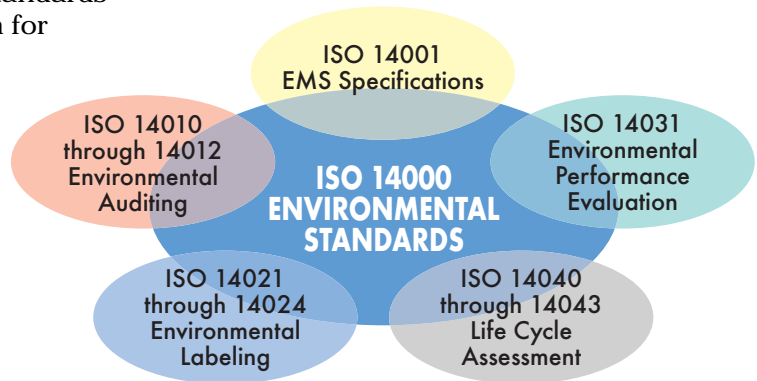 n for
ISO 14001
EMS Specifications
ISO 14010
through 14012
Environmental
Auditing
ISO 14031
Environmental
Performance
Evaluation
ISO 14000
ENVIRONMENTAL
STANDARDS
ISO 14021
through 14024
Environmental
Labeling
ISO 14040
through 14043
Life Cycle
Assessment